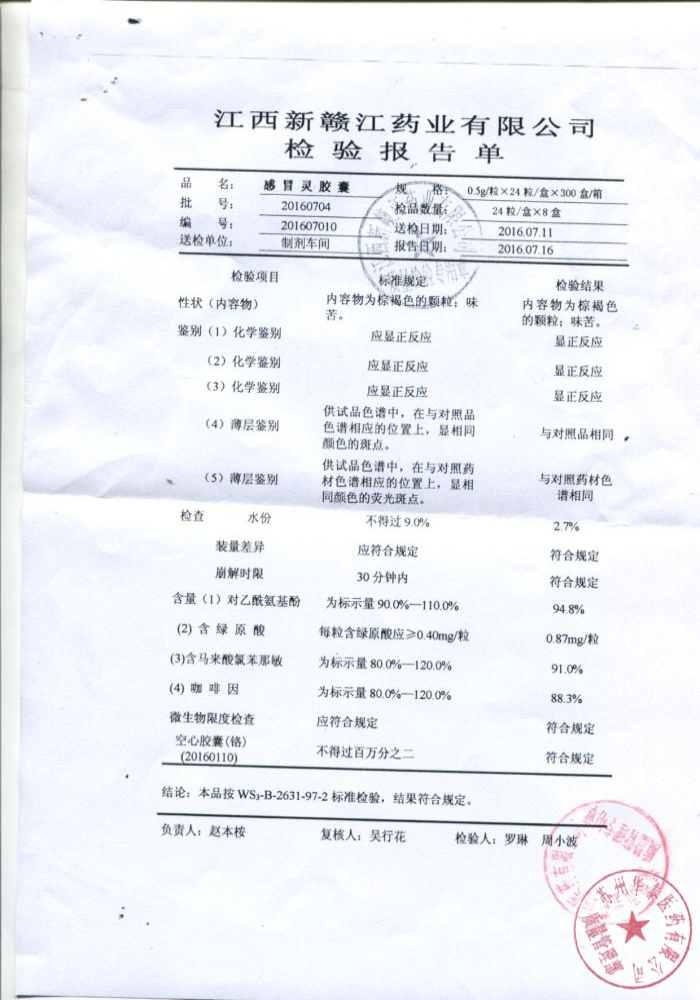 江西新赣江药业有限公司
检验报告单
品名： 感冒灵胶囊 规格： 0.5g/粒×24粒/盒×300盒/箱
批号： 20160704 检品数量： 24粒/盒×8盒
编号： 201607010 送检日期： 2016.07.11
送检单位： 制剂车间 报告日期： 2016.07.16
检验项目 标准规定 检验结果
性状（内容物） 内容物为棕褐色的颗粒；味 内容物为棕褐色
苦。 的颗粒；味苦。
鉴别（1）化学鉴别 应显正反应 显正反应
（2）化学鉴别 应显正反应 显正反应
（3）化学鉴别 应显正反应 显正反应
供试品色谱中，在与对照品
（4）薄层鉴别 色谱相应的位置上，显相同 与对照品相同
颜色的斑点。
供试品色谱中，在与对照药
（5）薄层鉴别 材色谱相应的位置上，显相 与对照药材色
同颜色的荧光斑点。 谱相同
检查 水份 不得过9.0% 2.7%
装量差异 应符合规定 符合规定
崩解时限 30分钟内 符合规定
含量（1）对乙酰氨基酚 为标示量90.0%—110.0% 94.8%
(2) 含绿原酸 每粒含绿原酸应≥0.40mg/粒 0.87mg/粒
(3)含马来酸氯苯那敏 为标示量80.0%—120.0% 91.0%
(4) 咖啡因 为标示量80.0%—120.0% 88.3%
微生物限度检查 应符合规定 符合规定
空心胶囊(铬) 不得过百万分之二 符合规定
(20160110)
结论：本品按WS₃-B-2631-97-2标准检验，结果符合规定。
负责人：赵本桉 复核人：吴行花 检验人：罗琳 周小波
苏州华泰医药有限公司
质量管理专用章